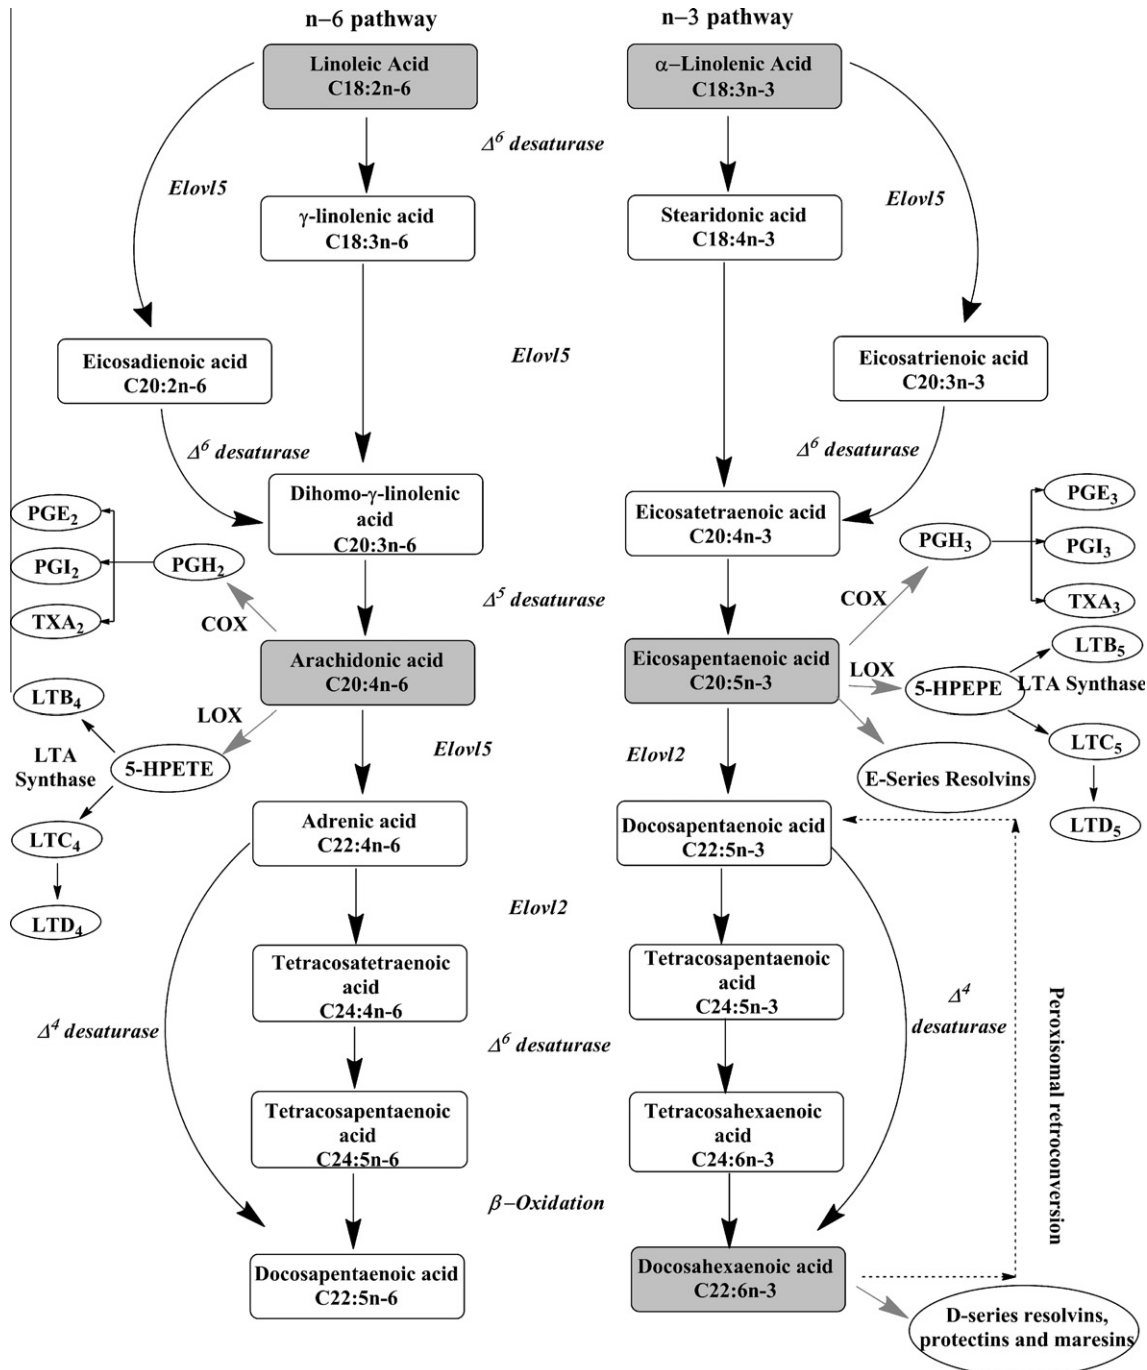 n−6 pathway
n−3 pathway
Linoleic Acid
C18:2n-6
α−Linolenic Acid
C18:3n-3
Δ⁶ desaturase
Elovl5
Elovl5
γ-linolenic acid
C18:3n-6
Stearidonic acid
C18:4n-3
Eicosadienoic acid
C20:2n-6
Elovl5
Eicosatrienoic acid
C20:3n-3
Δ⁶ desaturase
Δ⁶ desaturase
Dihomo-γ-linolenic
acid
C20:3n-6
Eicosatetraenoic acid
C20:4n-3
PGE₂
PGI₂
TXA₂
PGH₂
COX
Δ⁵ desaturase
PGH₃
COX
PGE₃
PGI₃
TXA₃
Arachidonic acid
C20:4n-6
Eicosapentaenoic acid
C20:5n-3
LOX
5-HPEPE
LTB₅
LTA Synthase
LTC₅
LTD₅
LTB₄
LOX
LTA
Synthase
5-HPETE
LTC₄
LTD₄
Elovl5
Elovl2
E-Series Resolvins
Adrenic acid
C22:4n-6
Docosapentaenoic acid
C22:5n-3
Elovl2
Tetracosatetraenoic
acid
C24:4n-6
Tetracosapentaenoic
acid
C24:5n-3
Δ⁴ desaturase
Δ⁶ desaturase
Δ⁴
desaturase
Peroxisomal retroconversion
Tetracosapentaenoic
acid
C24:5n-6
Tetracosahexaenoic
acid
C24:6n-3
β−Oxidation
Docosapentaenoic acid
C22:5n-6
Docosahexaenoic acid
C22:6n-3
D-series resolvins,
protectins and maresins